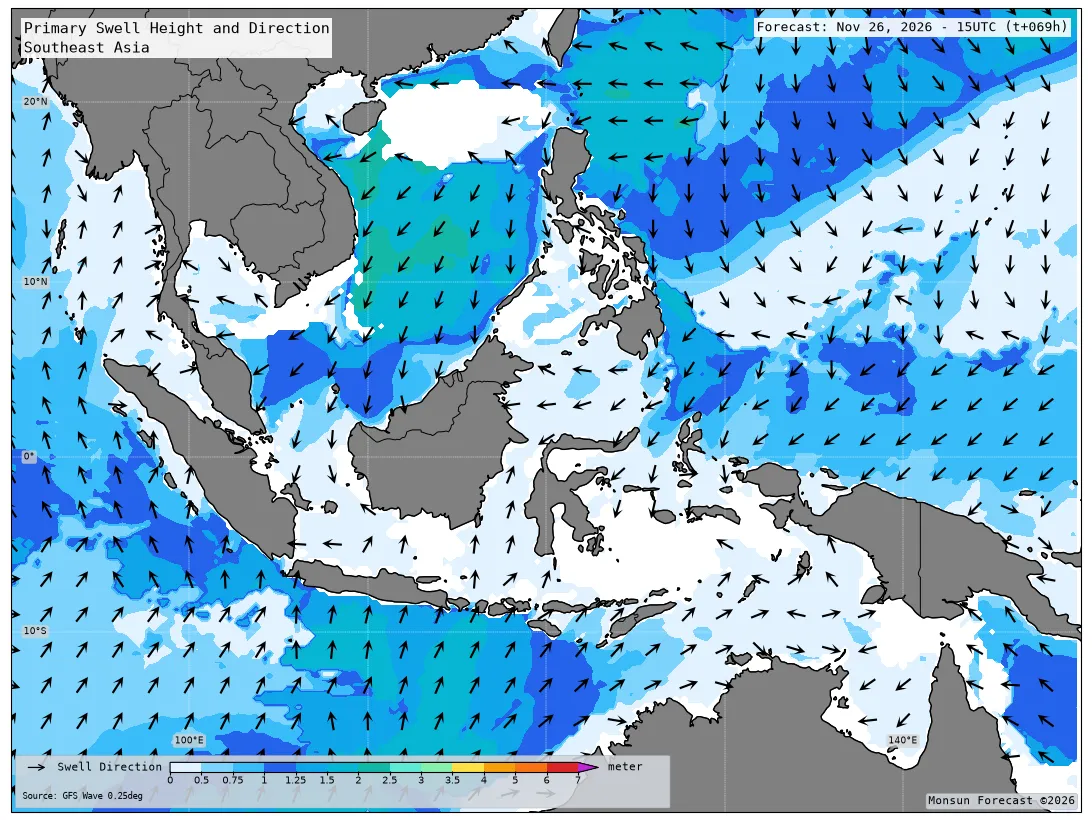 Primary Swell Height and Direction
Southeast Asia
Forecast: Nov 26, 2026 - 15UTC (t+069h)
20°N
10°N
0°
10°S
100°E
140°E
Swell Direction
0 0.5 0.75 1 1.25 1.5 2 2.5 3 3.5 4 5 6 7
meter
Source: GFS Wave 0.25deg
Monsun Forecast ©2026